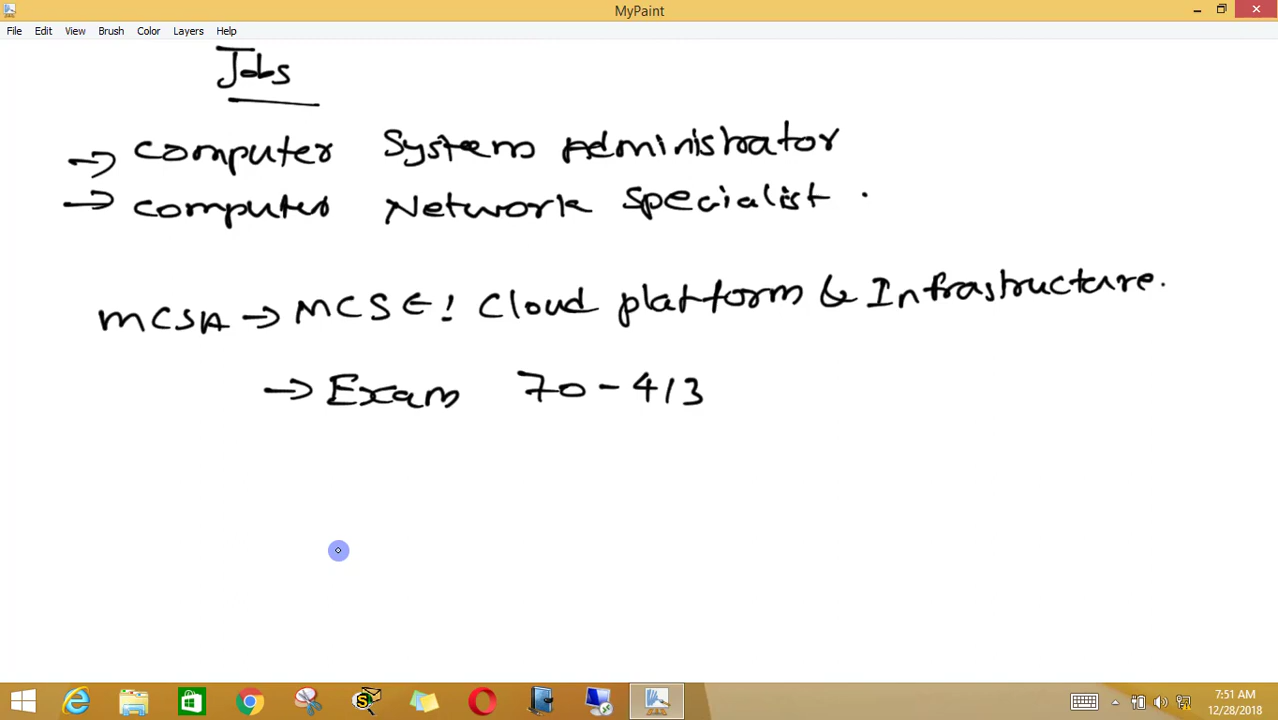 MyPaint
File Edit View Brush Color Layers Help
Jobs
→ computer Systems Administrator
→ computer Network Specialist .
MCSA → MCSE: Cloud platform & Infrastructure.
→ Exam 70-413
7:51 AM
12/28/2018